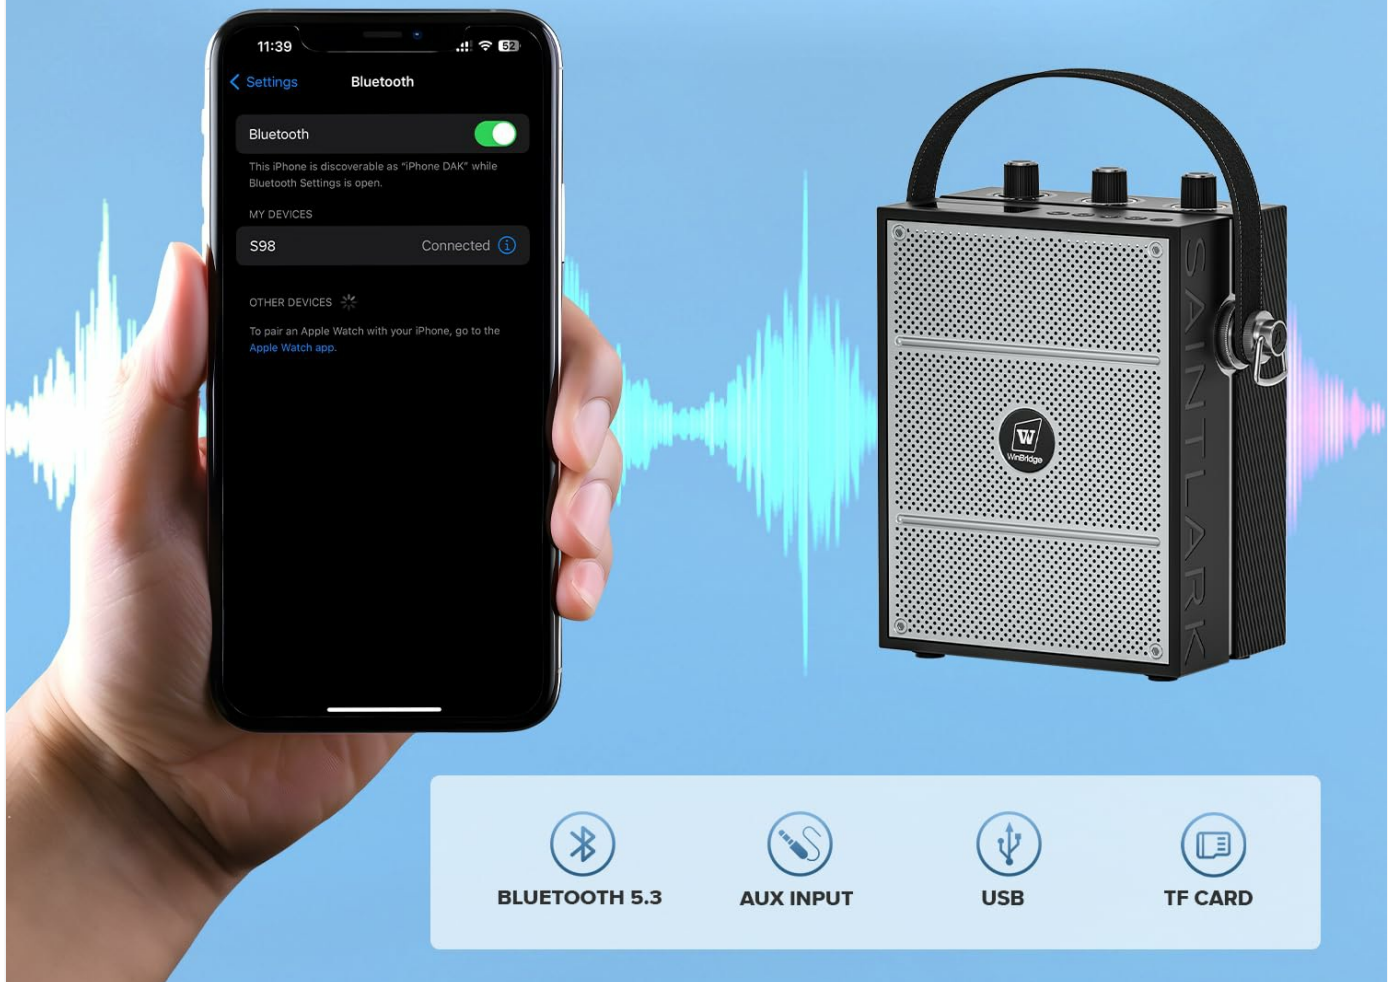 11:39
52
Settings
Bluetooth
Bluetooth
This iPhone is discoverable as “iPhone DAK” while
Bluetooth Settings is open.
MY DEVICES
S98
Connected
OTHER DEVICES
To pair an Apple Watch with your iPhone, go to the
Apple Watch app.
W
WinBridge
SAINTLARK
BLUETOOTH 5.3
AUX INPUT
USB
TF CARD